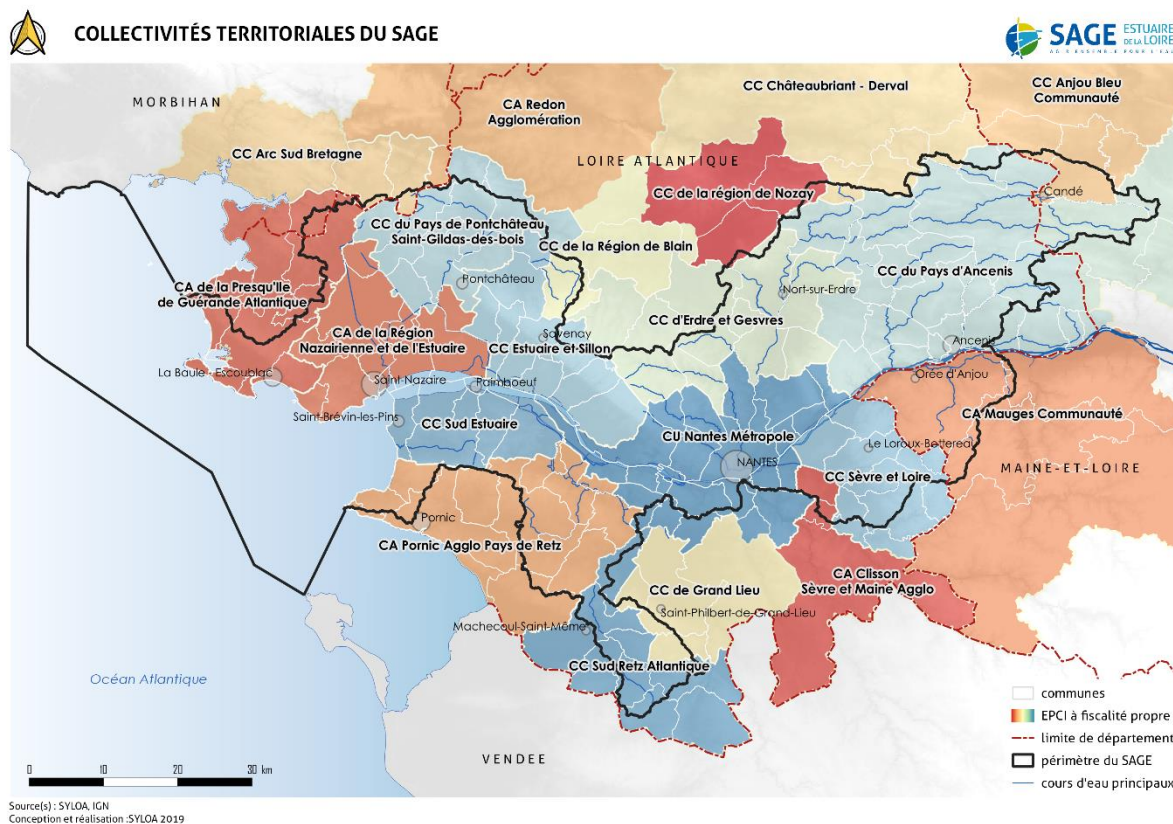 COLLECTIVITÉS TERRITORIALES DU SAGE
SAGE ESTUAIRE
DE LA LOIRE
MORBIHAN
CC Châteaubriant - Derval
CC Anjou Bleu
Communauté
CA Redon
Agglomération
CC Arc Sud Bretagne
LOIRE ATLANTIQUE
CC de la région de Nozay
Candé
CC du Pays de Pontchâteau
Saint-Gildas-des-bois
CC de la Région de Blain
CC du Pays d'Ancenis
Pontchâteau
CA de la Presqu'île
de Guérande Atlantique
Nort-sur-Erdre
CC d'Erdre et Gesvres
CA de la Région
Nazairienne et de l'Estuaire
Savenay
CC Estuaire et Sillon
Ancenis
La Baule - Escoublac
Saint-Nazaire
Paimboeuf
Orée d'Anjou
Saint-Brévin-les-Pins
CC Sud Estuaire
CU Nantes Métropole
CA Mauges Communauté
Le Loroux-Bottereau
NANTES
CC Sèvre et Loire
MAINE-ET-LOIRE
Pornic
CA Pornic Agglo Pays de Retz
CC de Grand Lieu
CA Clisson
Sèvre et Maine Agglo
Saint-Philbert-de-Grand-Lieu
Machecoul-Saint-Même
CC Sud Retz Atlantique
Océan Atlantique
VENDEE
communes
EPCI à fiscalité propre
limite de département
périmètre du SAGE
cours d'eau principaux
0 10 20 30 km
Source(s) : SYLOA, IGN
Conception et réalisation :SYLOA 2019